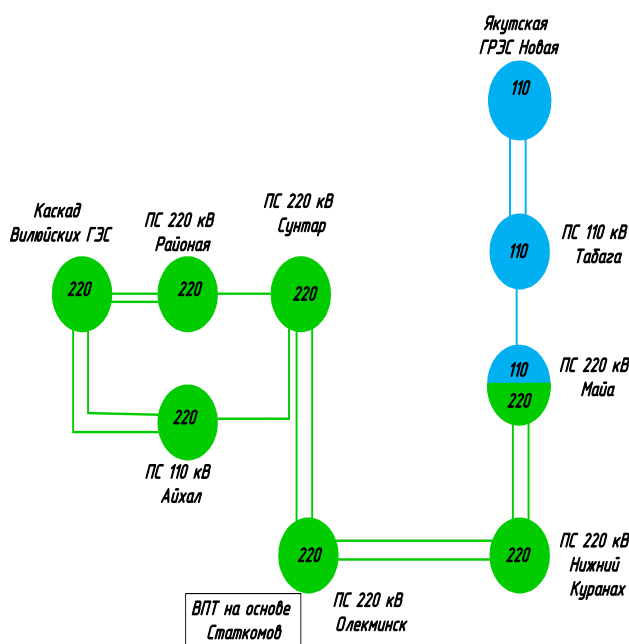 Якутская
ГРЭС Новая
110
110
ПС 110 кВ
Табага
Каскад
Вилюйских ГЭС
ПС 220 кВ
Районая
ПС 220 кВ
Сунтар
220
220
220
110
220
ПС 220 кВ
Майа
220
ПС 110 кВ
Айхал
220
ПС 220 кВ
Олекминск
ВПТ на основе
Статкомов
220
ПС 220 кВ
Нижний
Куранах